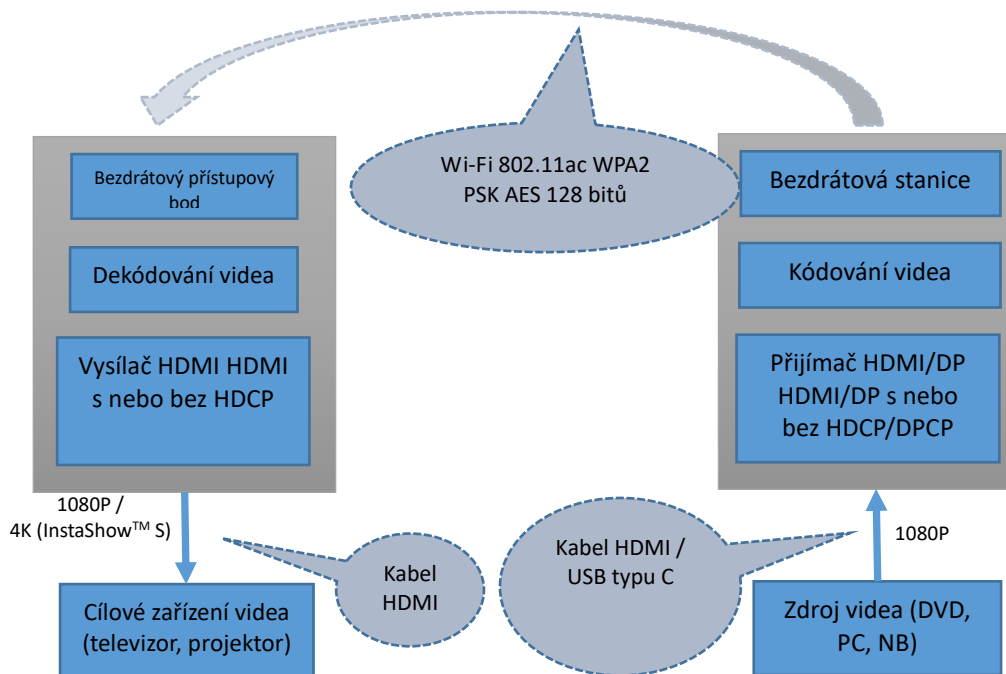 Wi-Fi 802.11ac WPA2
PSK AES 128 bitů
Bezdrátový přístupový
bod
Dekódování videa
Vysílač HDMI HDMI
s nebo bez HDCP
1080P /
4K (InstaShow™ S)
Kabel
HDMI
Cílové zařízení videa
(televizor, projektor)
Bezdrátová stanice
Kódování videa
Přijímač HDMI/DP
HDMI/DP s nebo
bez HDCP/DPCP
Kabel HDMI /
USB typu C
1080P
Zdroj videa (DVD,
PC, NB)